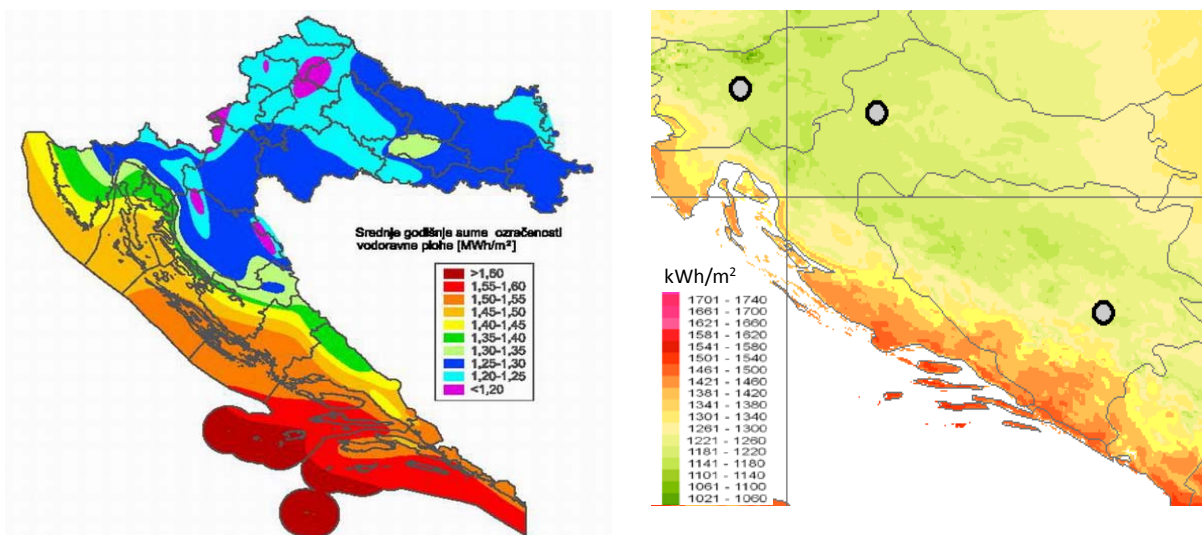 Srednje godišnje sume ozračenosti
vodoravne plohe [MWh/m²]
>1,60
1,55-1,60
1,50-1,55
1,45-1,50
1,40-1,45
1,35-1,40
1,30-1,35
1,25-1,30
1,20-1,25
<1,20
kWh/m²
1701 - 1740
1661 - 1700
1621 - 1660
1581 - 1620
1541 - 1580
1501 - 1540
1461 - 1500
1421 - 1460
1381 - 1420
1341 - 1380
1301 - 1340
1261 - 1300
1221 - 1260
1181 - 1220
1141 - 1180
1101 - 1140
1061 - 1100
1021 - 1060